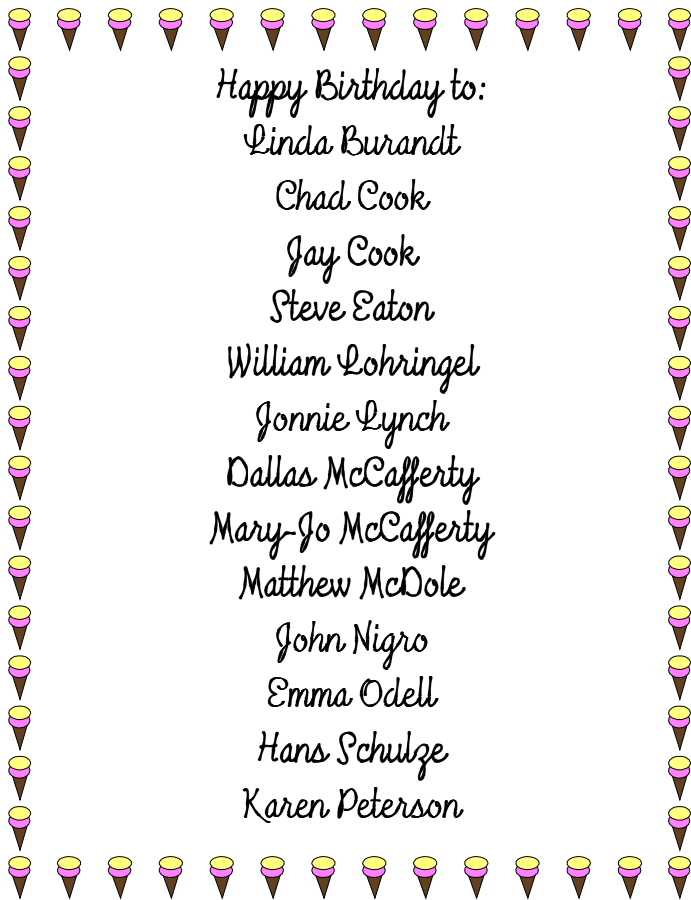 Happy Birthday to:
Linda Burandt
Chad Cook
Jay Cook
Steve Eaton
William Lohringel
Jonnie Lynch
Dallas McCafferty
Mary-Jo McCafferty
Matthew McDole
John Nigro
Emma Odell
Hans Schulze
Karen Peterson